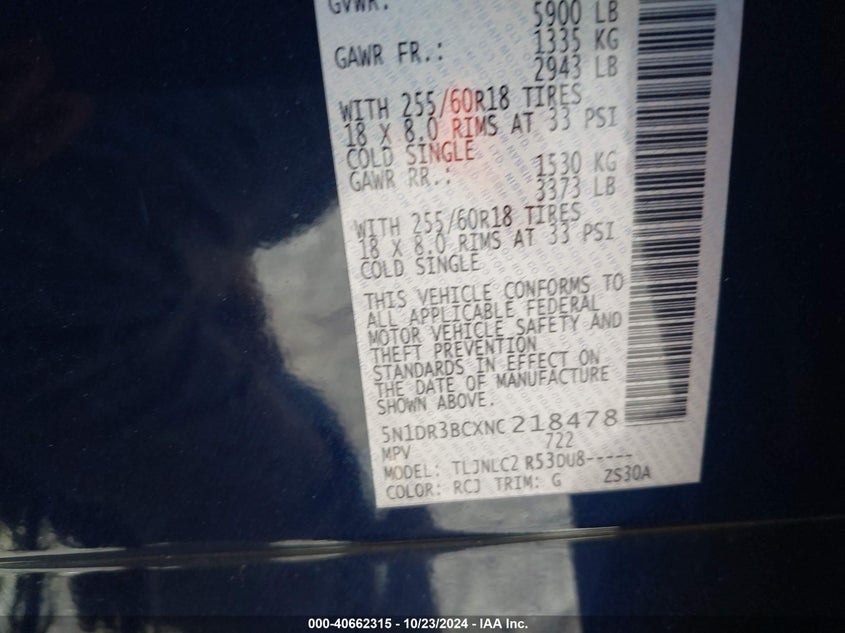 GVWR:
5900 LB
GAWR FR.: 1335 KG
2943 LB
WITH 255/60R18 TIRES
18 X 8.0 RIMS AT 33 PSI
COLD SINGLE
GAWR RR.: 1530 KG
3373 LB
WITH 255/60R18 TIRES
18 X 8.0 RIMS AT 33 PSI
COLD SINGLE
THIS VEHICLE CONFORMS TO
ALL APPLICABLE FEDERAL
MOTOR VEHICLE SAFETY AND
THEFT PREVENTION
STANDARDS IN EFFECT ON
THE DATE OF MANUFACTURE
SHOWN ABOVE.
5N1DR3BCXNC218478
MPV 722
MODEL: TLJNLC2 R53DU8-----
COLOR: RCJ TRIM: G ZS30A
000-40662315 - 10/23/2024 - IAA Inc.